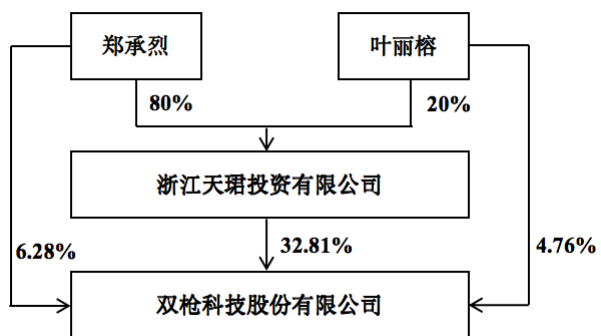 郑承烈
叶丽榕
80%
20%
浙江天珺投资有限公司
6.28%
32.81%
4.76%
双枪科技股份有限公司